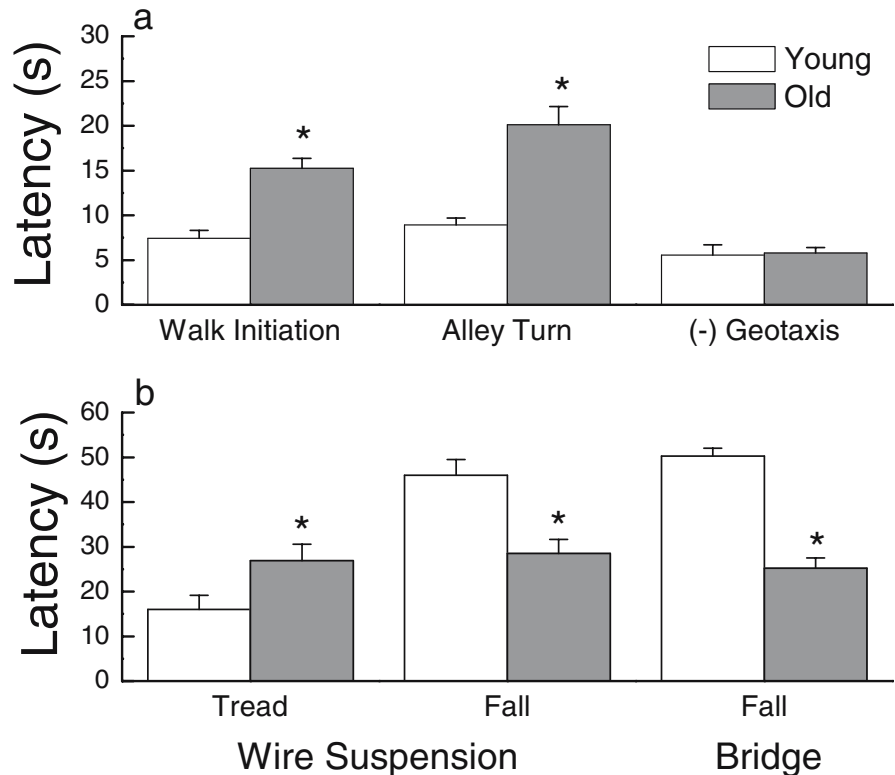 a
30
25
20
15
10
5
0
Latency (s)
Young
Old
*
*
Walk Initiation
Alley Turn
(-) Geotaxis
b
60
50
40
30
20
10
0
Latency (s)
*
*
*
Tread
Fall
Fall
Wire Suspension
Bridge